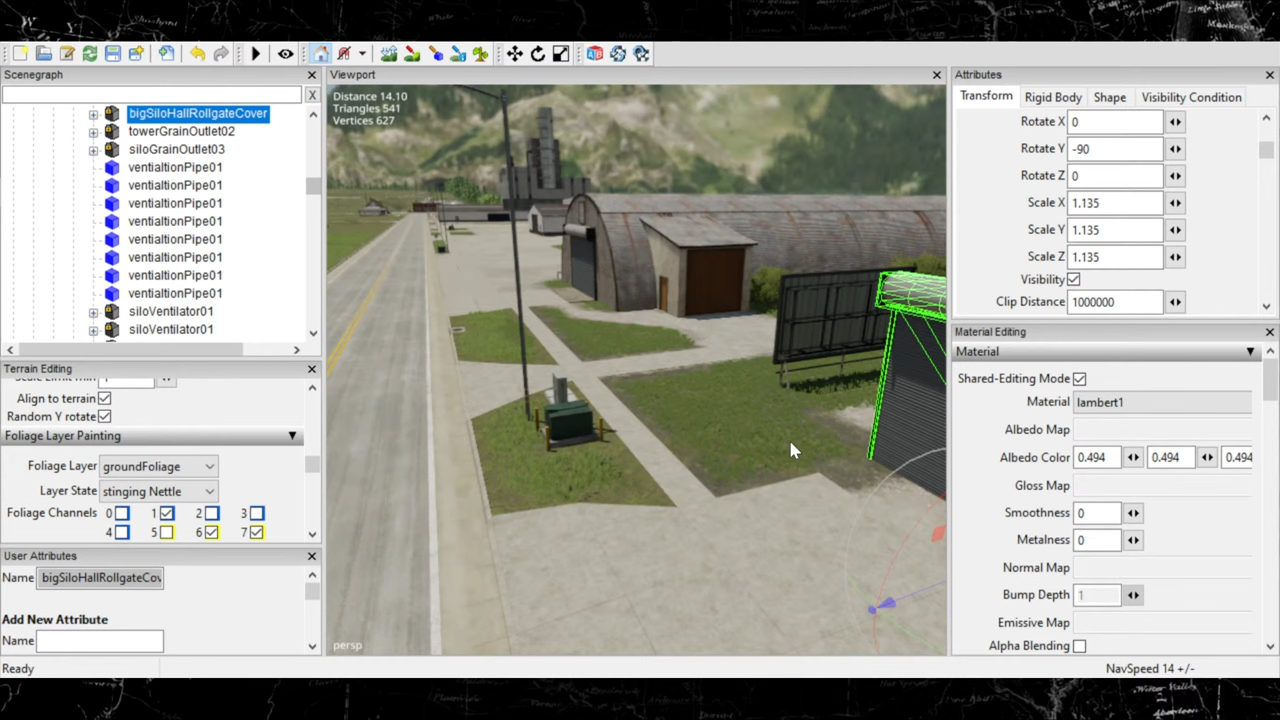 Scenegraph
X
bigSiloHallRollgateCover
towerGrainOutlet02
siloGrainOutlet03
ventialtionPipe01
ventialtionPipe01
ventialtionPipe01
ventialtionPipe01
ventialtionPipe01
ventialtionPipe01
ventialtionPipe01
ventialtionPipe01
siloVentilator01
siloVentilator01
Terrain Editing
Align to terrain
Random Y rotate
Foliage Layer Painting
Foliage Layer groundFoliage
Layer State stinging Nettle
Foliage Channels 0 1 2 3
4 5 6 7
User Attributes
Name bigSiloHallRollgateCov
Add New Attribute
Name
Ready
Viewport
Distance 14.10
Triangles 541
Vertices 627
persp
Attributes
Transform Rigid Body Shape Visibility Condition
Rotate X 0
Rotate Y -90
Rotate Z 0
Scale X 1.135
Scale Y 1.135
Scale Z 1.135
Visibility
Clip Distance 1000000
Material Editing
Material
Shared-Editing Mode
Material lambert1
Albedo Map
Albedo Color 0.494 0.494 0.494
Gloss Map
Smoothness 0
Metalness 0
Normal Map
Bump Depth 1
Emissive Map
Alpha Blending
NavSpeed 14 +/-